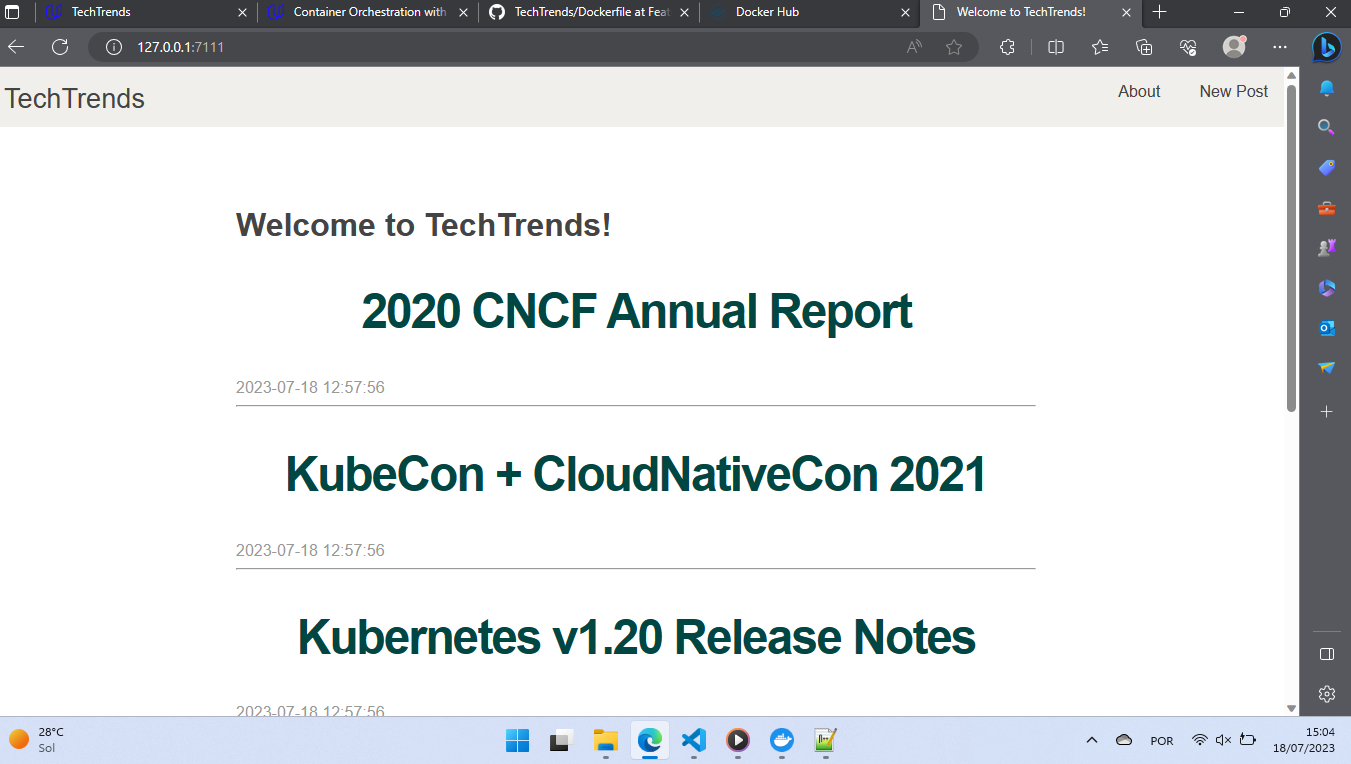 TechTrends
Container Orchestration with
TechTrends/Dockerfile at Feat
Docker Hub
Welcome to TechTrends!
127.0.0.1:7111
TechTrends
About
New Post
Welcome to TechTrends!
2020 CNCF Annual Report
2023-07-18 12:57:56
KubeCon + CloudNativeCon 2021
2023-07-18 12:57:56
Kubernetes v1.20 Release Notes
2023-07-18 12:57:56
28°C
Sol
POR
15:04
18/07/2023